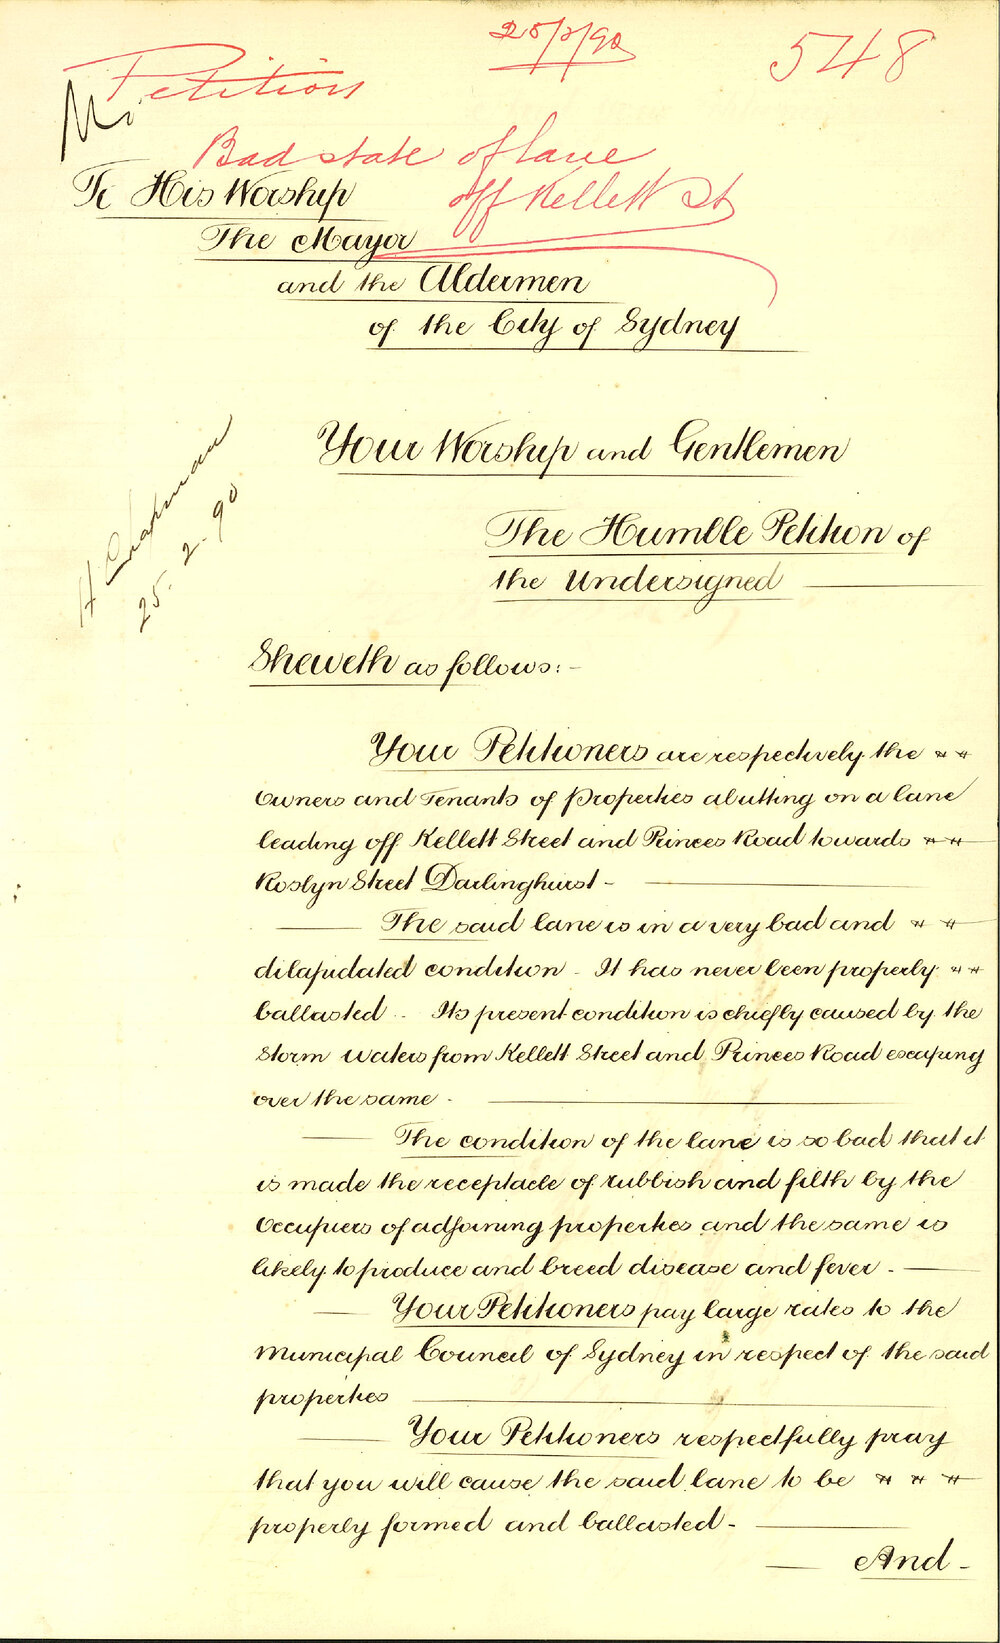 25/2/90
548
Petition
Bad state of lane
off Kellett St
To His Worship
The Mayor
and the Aldermen
of the City of Sydney
Your Worship and Gentlemen
H Chapman
25. 2. 90
The Humble Petition of
the Undersigned
Sheweth as follows:-
Your Petitioners are respectively the
Owners and Tenants of properties abutting on a lane
leading off Kellett Street and Princes Road towards
Roslyn Street Darlinghurst -
The said lane is in a very bad and
dilapidated condition - It has never been properly
ballasted - Its present condition is chiefly caused by the
Storm Waters from Kellett Street and Princes Road escaping
over the same -
The condition of the lane is so bad that it
is made the receptacle of rubbish and filth by the
Occupiers of adjoining properties and the same is
likely to produce and breed disease and fever -
Your Petitioners pay large rates to the
Municipal Council of Sydney in respect of the said
properties
Your Petitioners respectfully pray
that you will cause the said lane to be
properly formed and ballasted -
And -